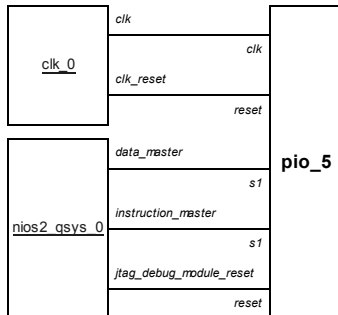 clk
clk
clk_0
clk_reset
reset
data_master
pio_5
s1
instruction_master
nios2_qsys_0
s1
jtag_debug_module_reset
reset